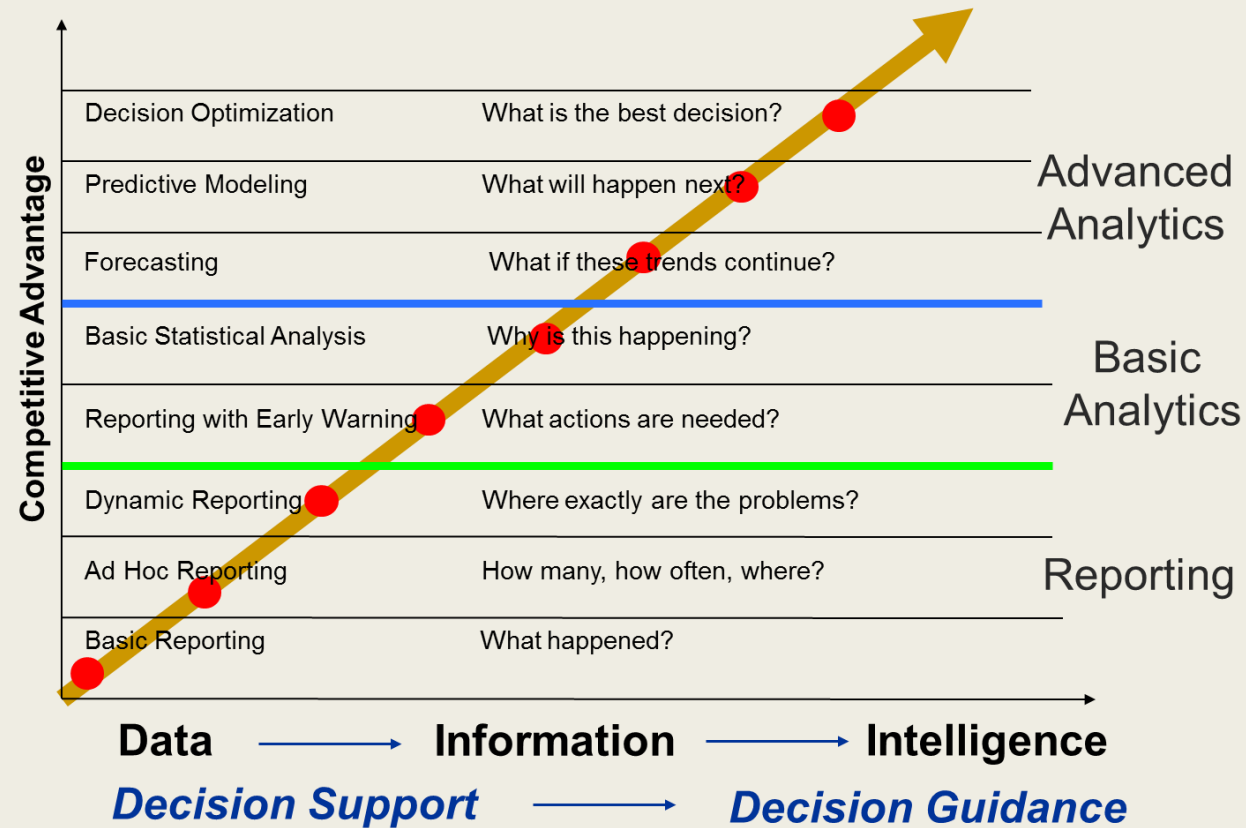 Competitive Advantage
Decision Optimization What is the best decision?
Predictive Modeling What will happen next?
Advanced
Analytics
Forecasting What if these trends continue?
Basic Statistical Analysis Why is this happening?
Basic
Analytics
Reporting with Early Warning What actions are needed?
Dynamic Reporting Where exactly are the problems?
Ad Hoc Reporting How many, how often, where?
Reporting
Basic Reporting What happened?
Data Information Intelligence
Decision Support Decision Guidance